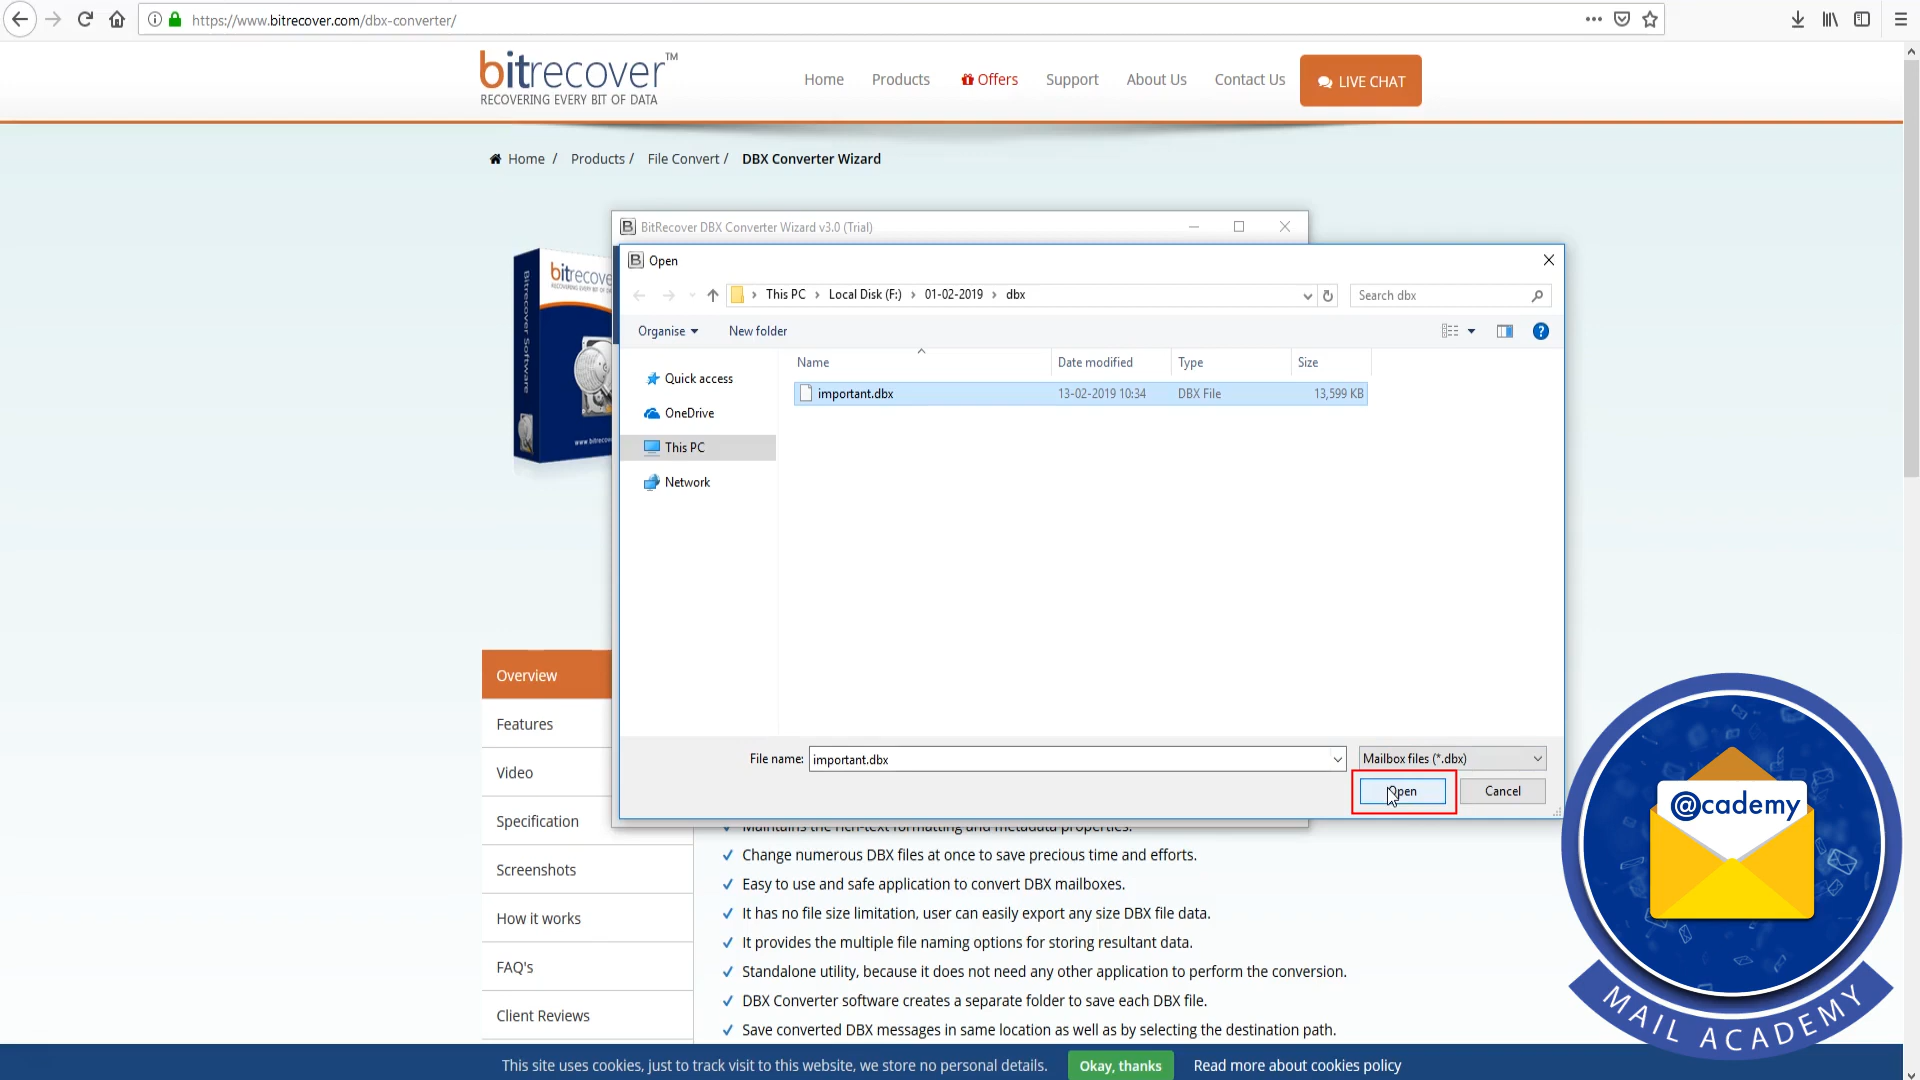 https://www.bitrecover.com/dbx-converter/
bitrecover™
RECOVERING EVERY BIT OF DATA
Home
Products
Offers
Support
About Us
Contact Us
LIVE CHAT
Home / Products / File Convert / DBX Converter Wizard
BitRecover DBX Converter Wizard v3.0 (Trial)
Open
This PC › Local Disk (F:) › 01-02-2019 › dbx
Search dbx
Organise
New folder
Name
Date modified
Type
Size
Quick access
OneDrive
This PC
Network
important.dbx
13-02-2019 10:34
DBX File
13,599 KB
File name:
important.dbx
Mailbox files (*.dbx)
Open
Cancel
Bitrecover Software
Overview
Features
Video
Specification
Screenshots
How it works
FAQ's
Client Reviews
Maintains the rich-text formatting and metadata properties.
Change numerous DBX files at once to save precious time and efforts.
Easy to use and safe application to convert DBX mailboxes.
It has no file size limitation, user can easily export any size DBX file data.
It provides the multiple file naming options for storing resultant data.
Standalone utility, because it does not need any other application to perform the conversion.
DBX Converter software creates a separate folder to save each DBX file.
Save converted DBX messages in same location as well as by selecting the destination path.
@cademy
MAIL ACADEMY
This site uses cookies, just to track visit to this website, we store no personal details.
Okay, thanks
Read more about cookies policy